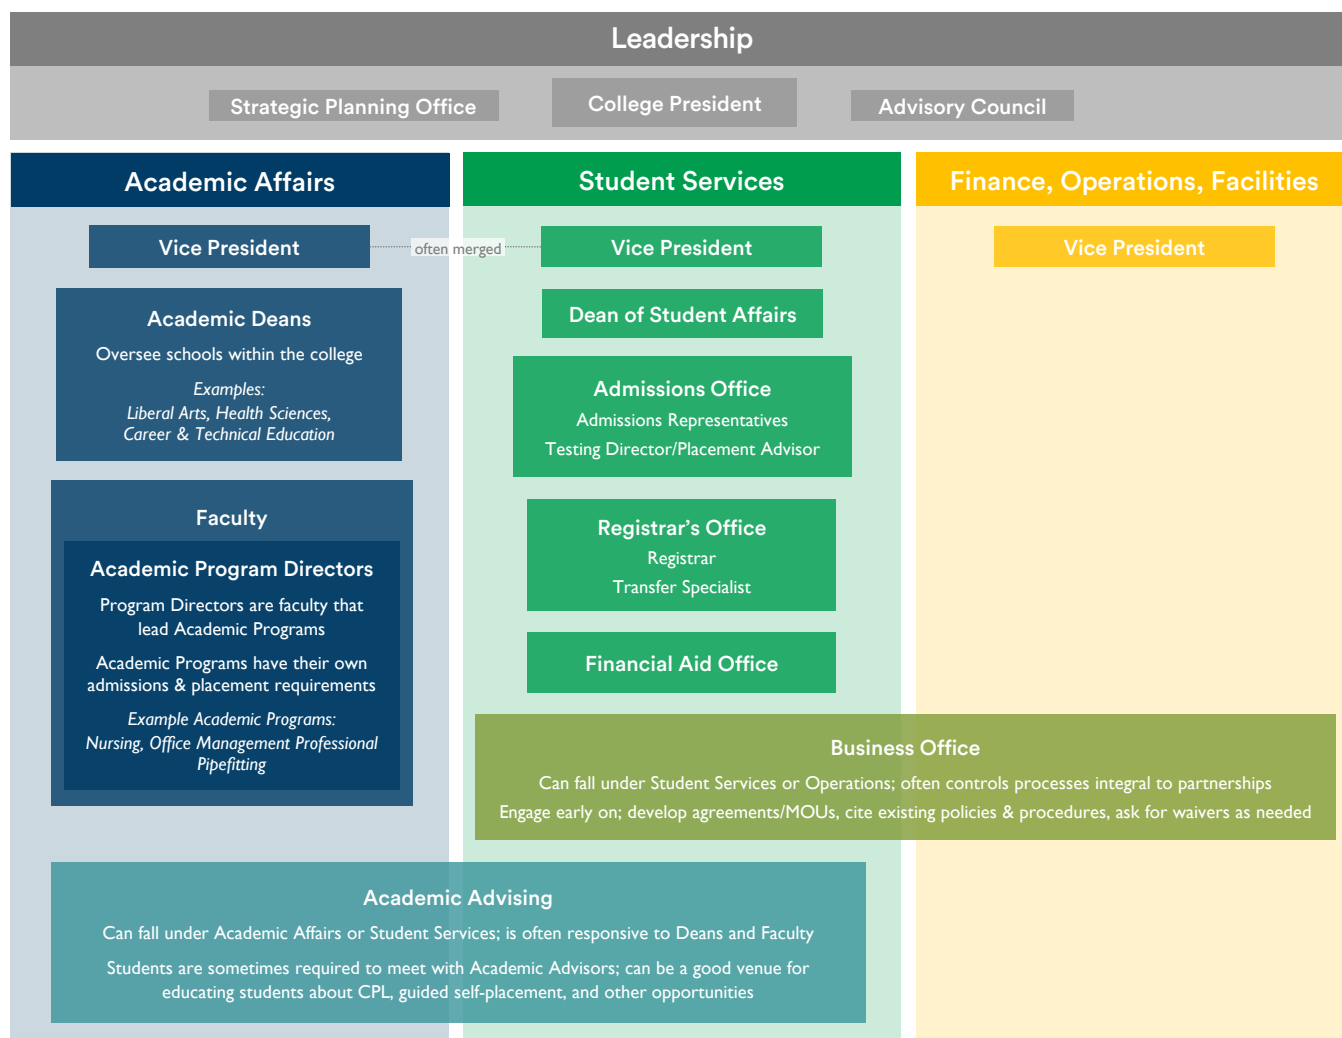 Leadership
Strategic Planning Office
College President
Advisory Council
Academic Affairs
Vice President
often merged
Academic Deans
Oversee schools within the college
Examples:
Liberal Arts, Health Sciences,
Career & Technical Education
Faculty
Academic Program Directors
Program Directors are faculty that
lead Academic Programs
Academic Programs have their own
admissions & placement requirements
Example Academic Programs:
Nursing, Office Management Professional
Pipefitting
Student Services
Vice President
Dean of Student Affairs
Admissions Office
Admissions Representatives
Testing Director/Placement Advisor
Registrar's Office
Registrar
Transfer Specialist
Financial Aid Office
Finance, Operations, Facilities
Vice President
Business Office
Can fall under Student Services or Operations; often controls processes integral to partnerships
Engage early on; develop agreements/MOUs, cite existing policies & procedures, ask for waivers as needed
Academic Advising
Can fall under Academic Affairs or Student Services; is often responsive to Deans and Faculty
Students are sometimes required to meet with Academic Advisors; can be a good venue for
educating students about CPL, guided self-placement, and other opportunities